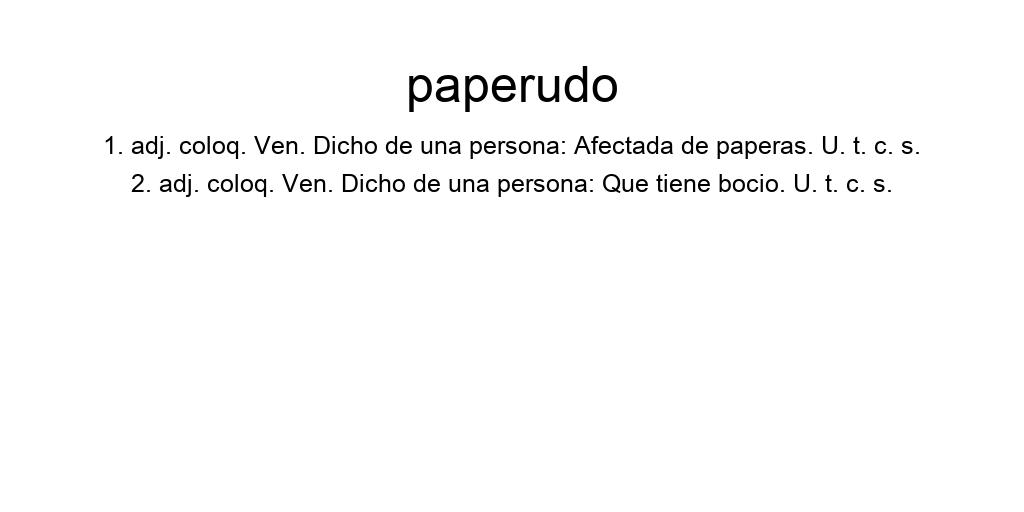 paperudo
1. adj. coloq. Ven. Dicho de una persona: Afectada de paperas. U. t. c. s.
2. adj. coloq. Ven. Dicho de una persona: Que tiene bocio. U. t. c. s.